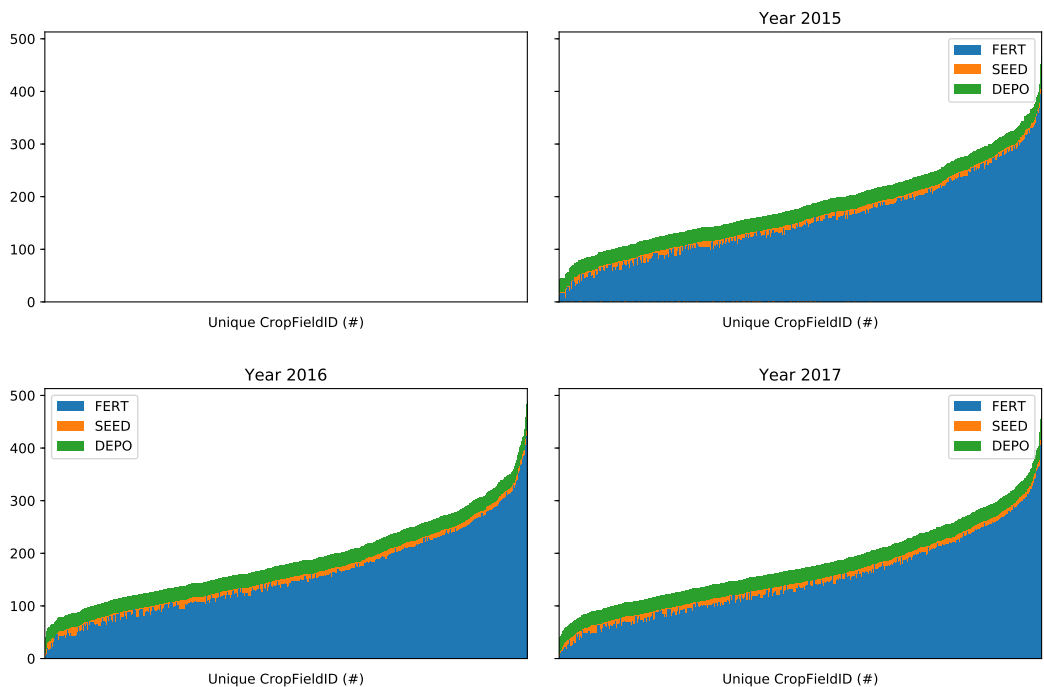 500
400
300
200
100
0
Unique CropFieldID (#)
Year 2015
FERT
SEED
DEPO
Unique CropFieldID (#)
Year 2016
500
400
300
200
100
0
FERT
SEED
DEPO
Unique CropFieldID (#)
Year 2017
FERT
SEED
DEPO
Unique CropFieldID (#)